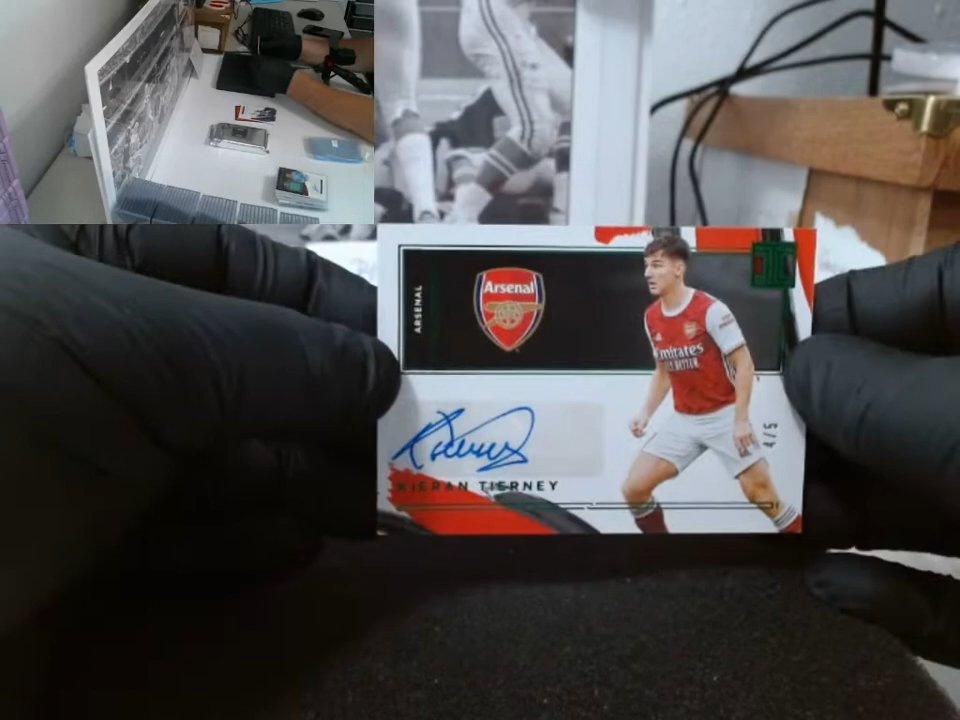 ARSENAL
Arsenal
Emirates
FLY BETTER
4/5
KIERAN TIERNEY